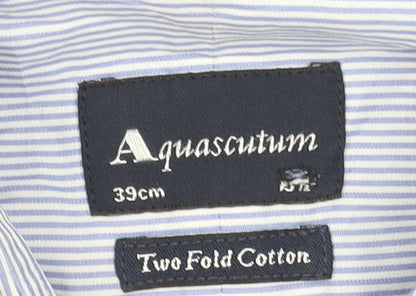 Aquascutum
39cm
Two Fold Cotton